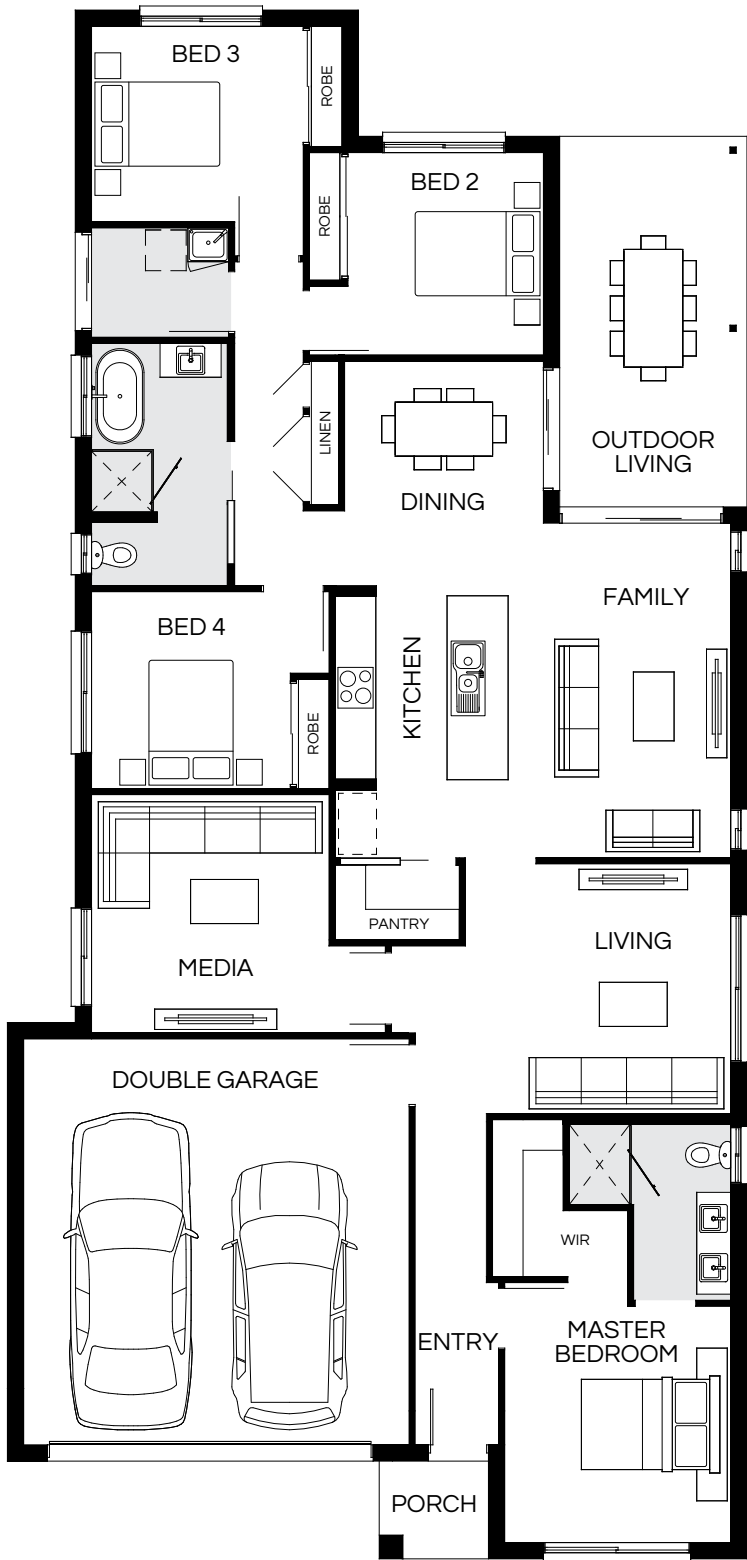 BED 3
ROBE
BED 2
ROBE
OUTDOOR
LIVING
LINEN
DINING
FAMILY
BED 4
KITCHEN
ROBE
PANTRY
LIVING
MEDIA
DOUBLE GARAGE
WIR
ENTRY
MASTER
BEDROOM
PORCH